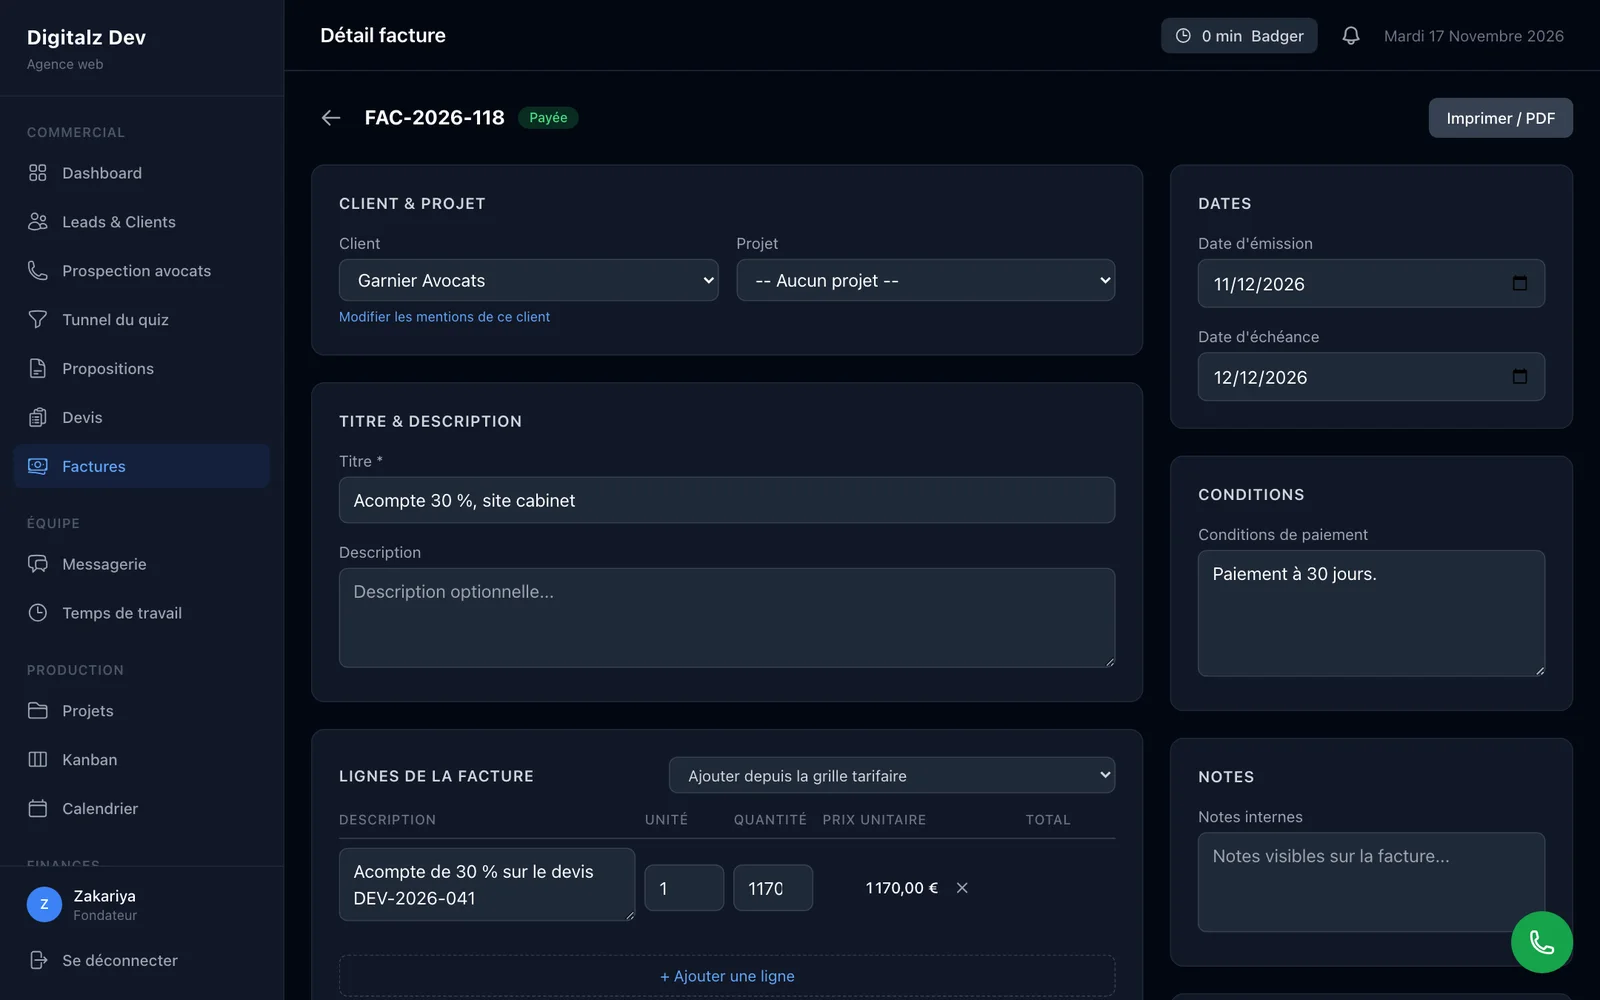 Digitalz Dev
Agence web
COMMERCIAL
Dashboard
Leads & Clients
Prospection avocats
Tunnel du quiz
Propositions
Devis
Factures
ÉQUIPE
Messagerie
Temps de travail
PRODUCTION
Projets
Kanban
Calendrier
FINANCES
Z
Zakariya
Fondateur
Se déconnecter
Détail facture
0 min Badger
Mardi 17 Novembre 2026
FAC-2026-118
Payée
Imprimer / PDF
CLIENT & PROJET
Client
Projet
Garnier Avocats
-- Aucun projet --
Modifier les mentions de ce client
TITRE & DESCRIPTION
Titre *
Acompte 30 %, site cabinet
Description
Description optionnelle...
LIGNES DE LA FACTURE
Ajouter depuis la grille tarifaire
DESCRIPTION UNITÉ QUANTITÉ PRIX UNITAIRE TOTAL
Acompte de 30 % sur le devis
DEV-2026-041
1
1170
1 170,00 €
+ Ajouter une ligne
DATES
Date d'émission
11/12/2026
Date d'échéance
12/12/2026
CONDITIONS
Conditions de paiement
Paiement à 30 jours.
NOTES
Notes internes
Notes visibles sur la facture...